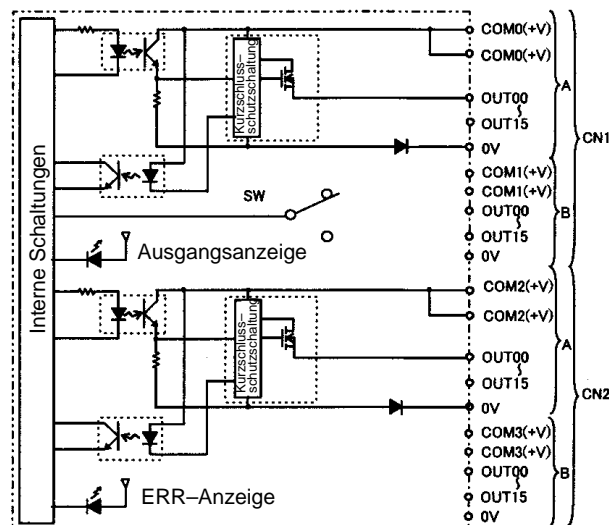 Interne Schaltungen
Kurzschluss–
schutzschaltung
COM0(+V)
COM0(+V)
OUT00
OUT15
0V
A
COM1(+V)
COM1(+V)
OUT00
OUT15
0V
B
CN1
SW
Ausgangsanzeige
Kurzschluss–
schutzschaltung
COM2(+V)
COM2(+V)
OUT00
OUT15
0V
A
COM3(+V)
COM3(+V)
OUT00
OUT15
0V
B
CN2
ERR–Anzeige